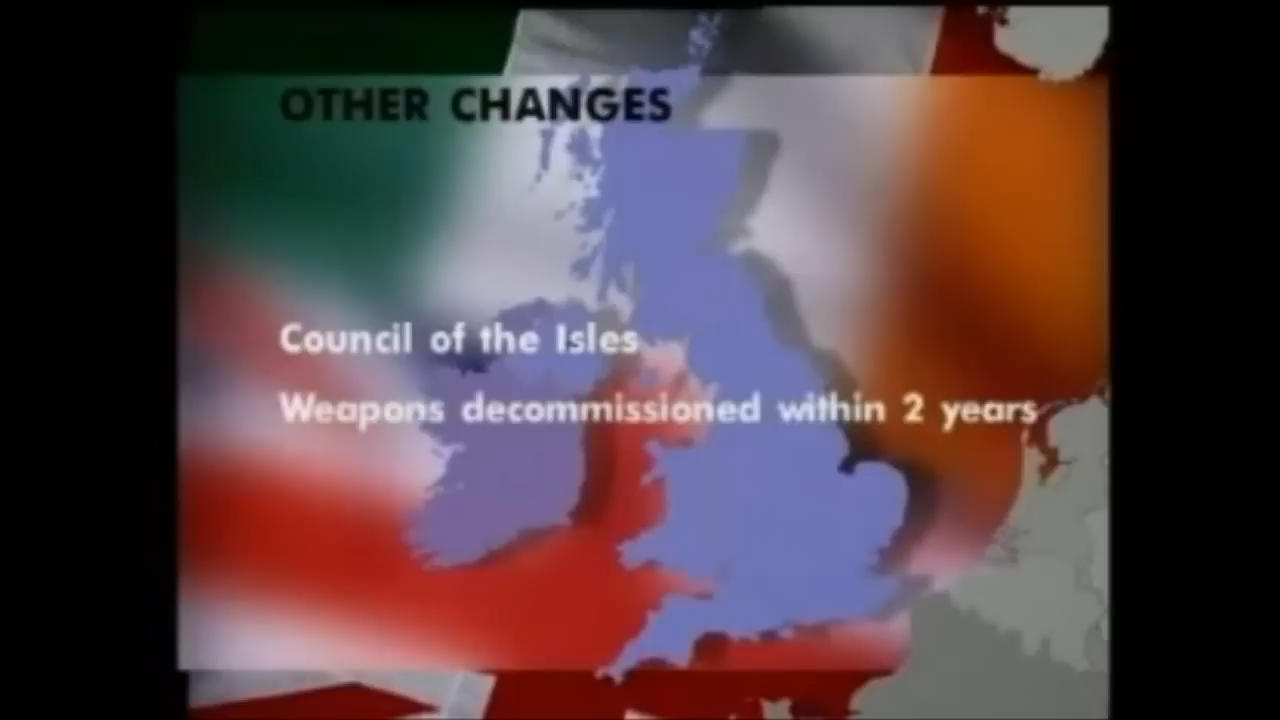 OTHER CHANGES
Council of the Isles
Weapons decommissioned within 2 years